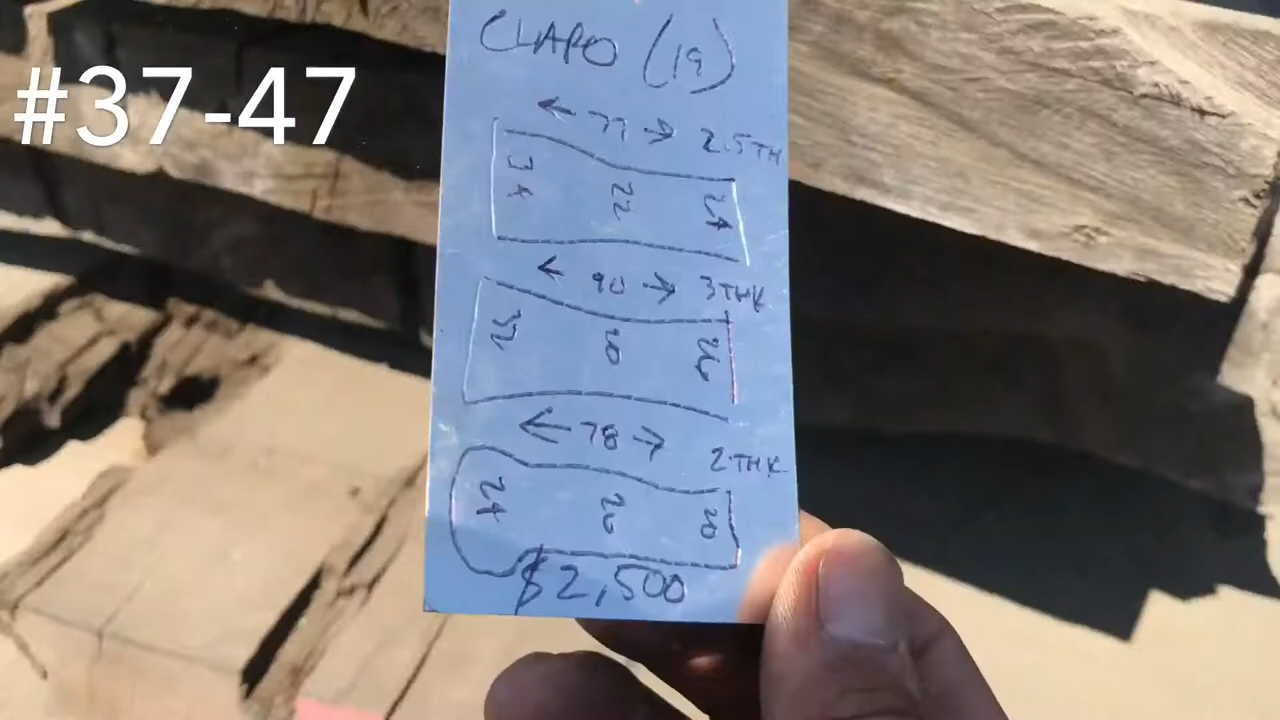 #37-47
CLARO (19)
← 77 → 2.5TH
34 22 24
← 90 → 3THK
32 20 26
← 78 → 2THK
24 20 20
$2,500